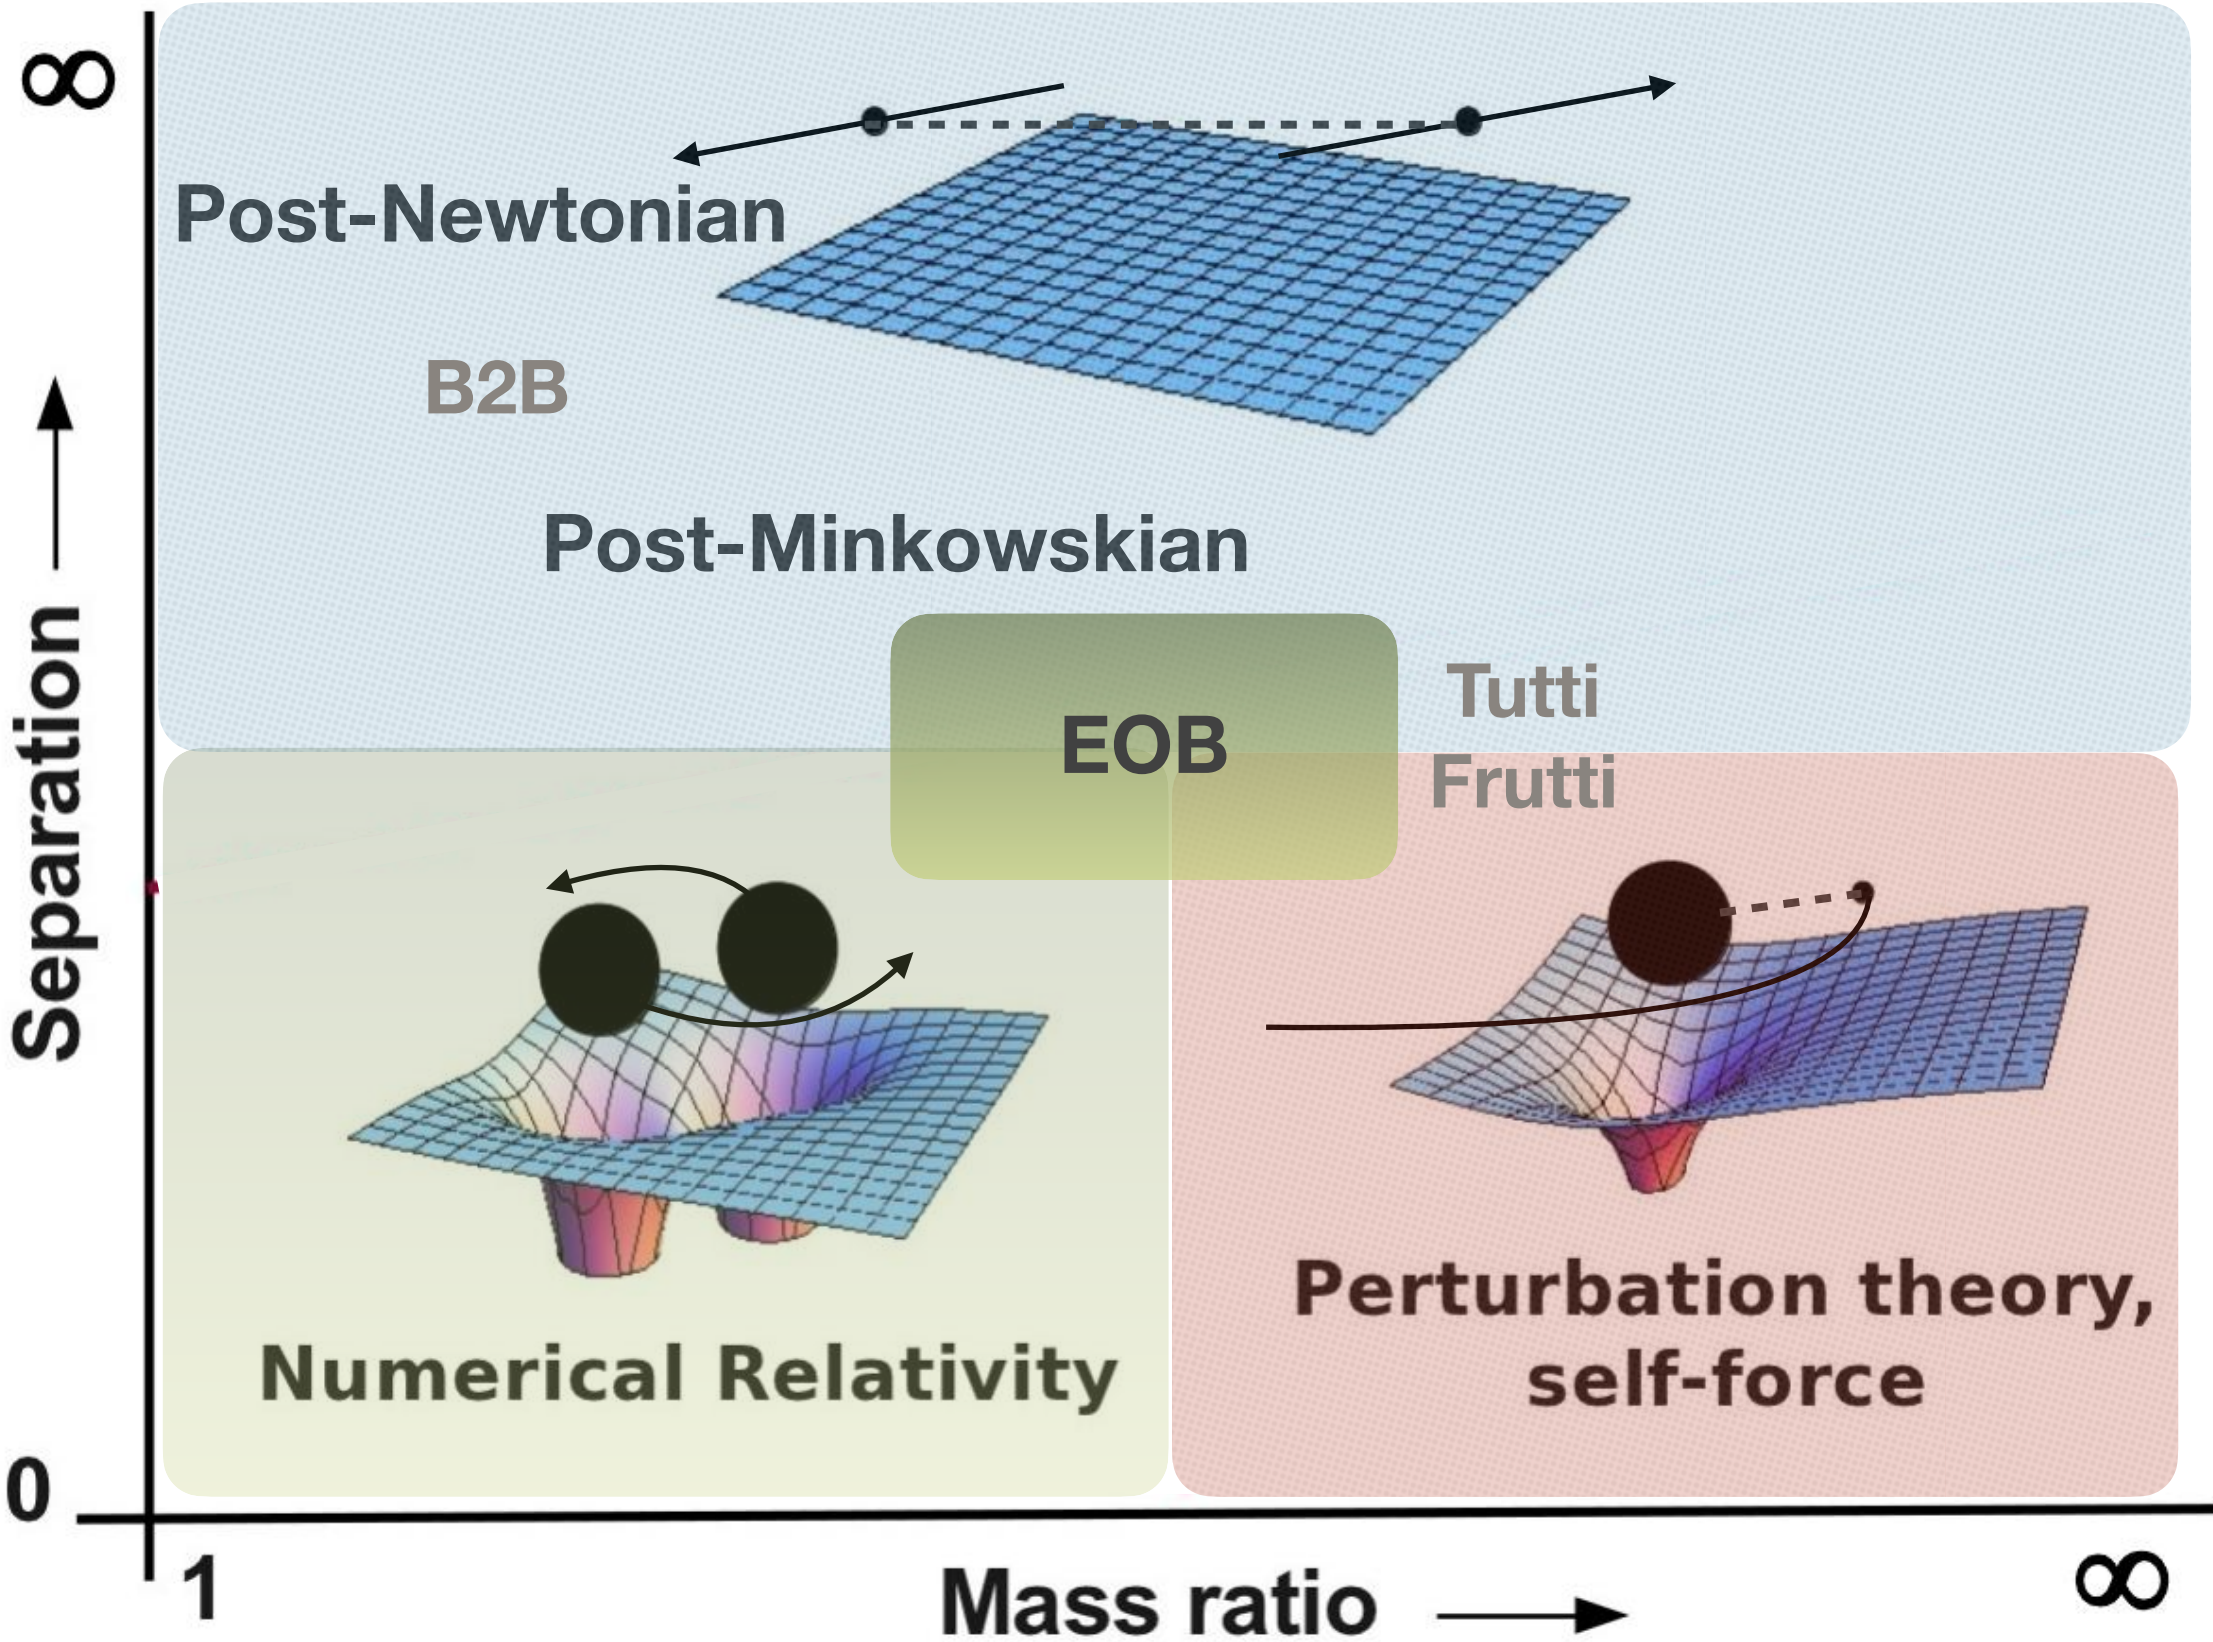 ∞
Post-Newtonian
B2B
Post-Minkowskian
Separation
EOB
Tutti
Frutti
Numerical Relativity
Perturbation theory,
self-force
0
1
Mass ratio
∞